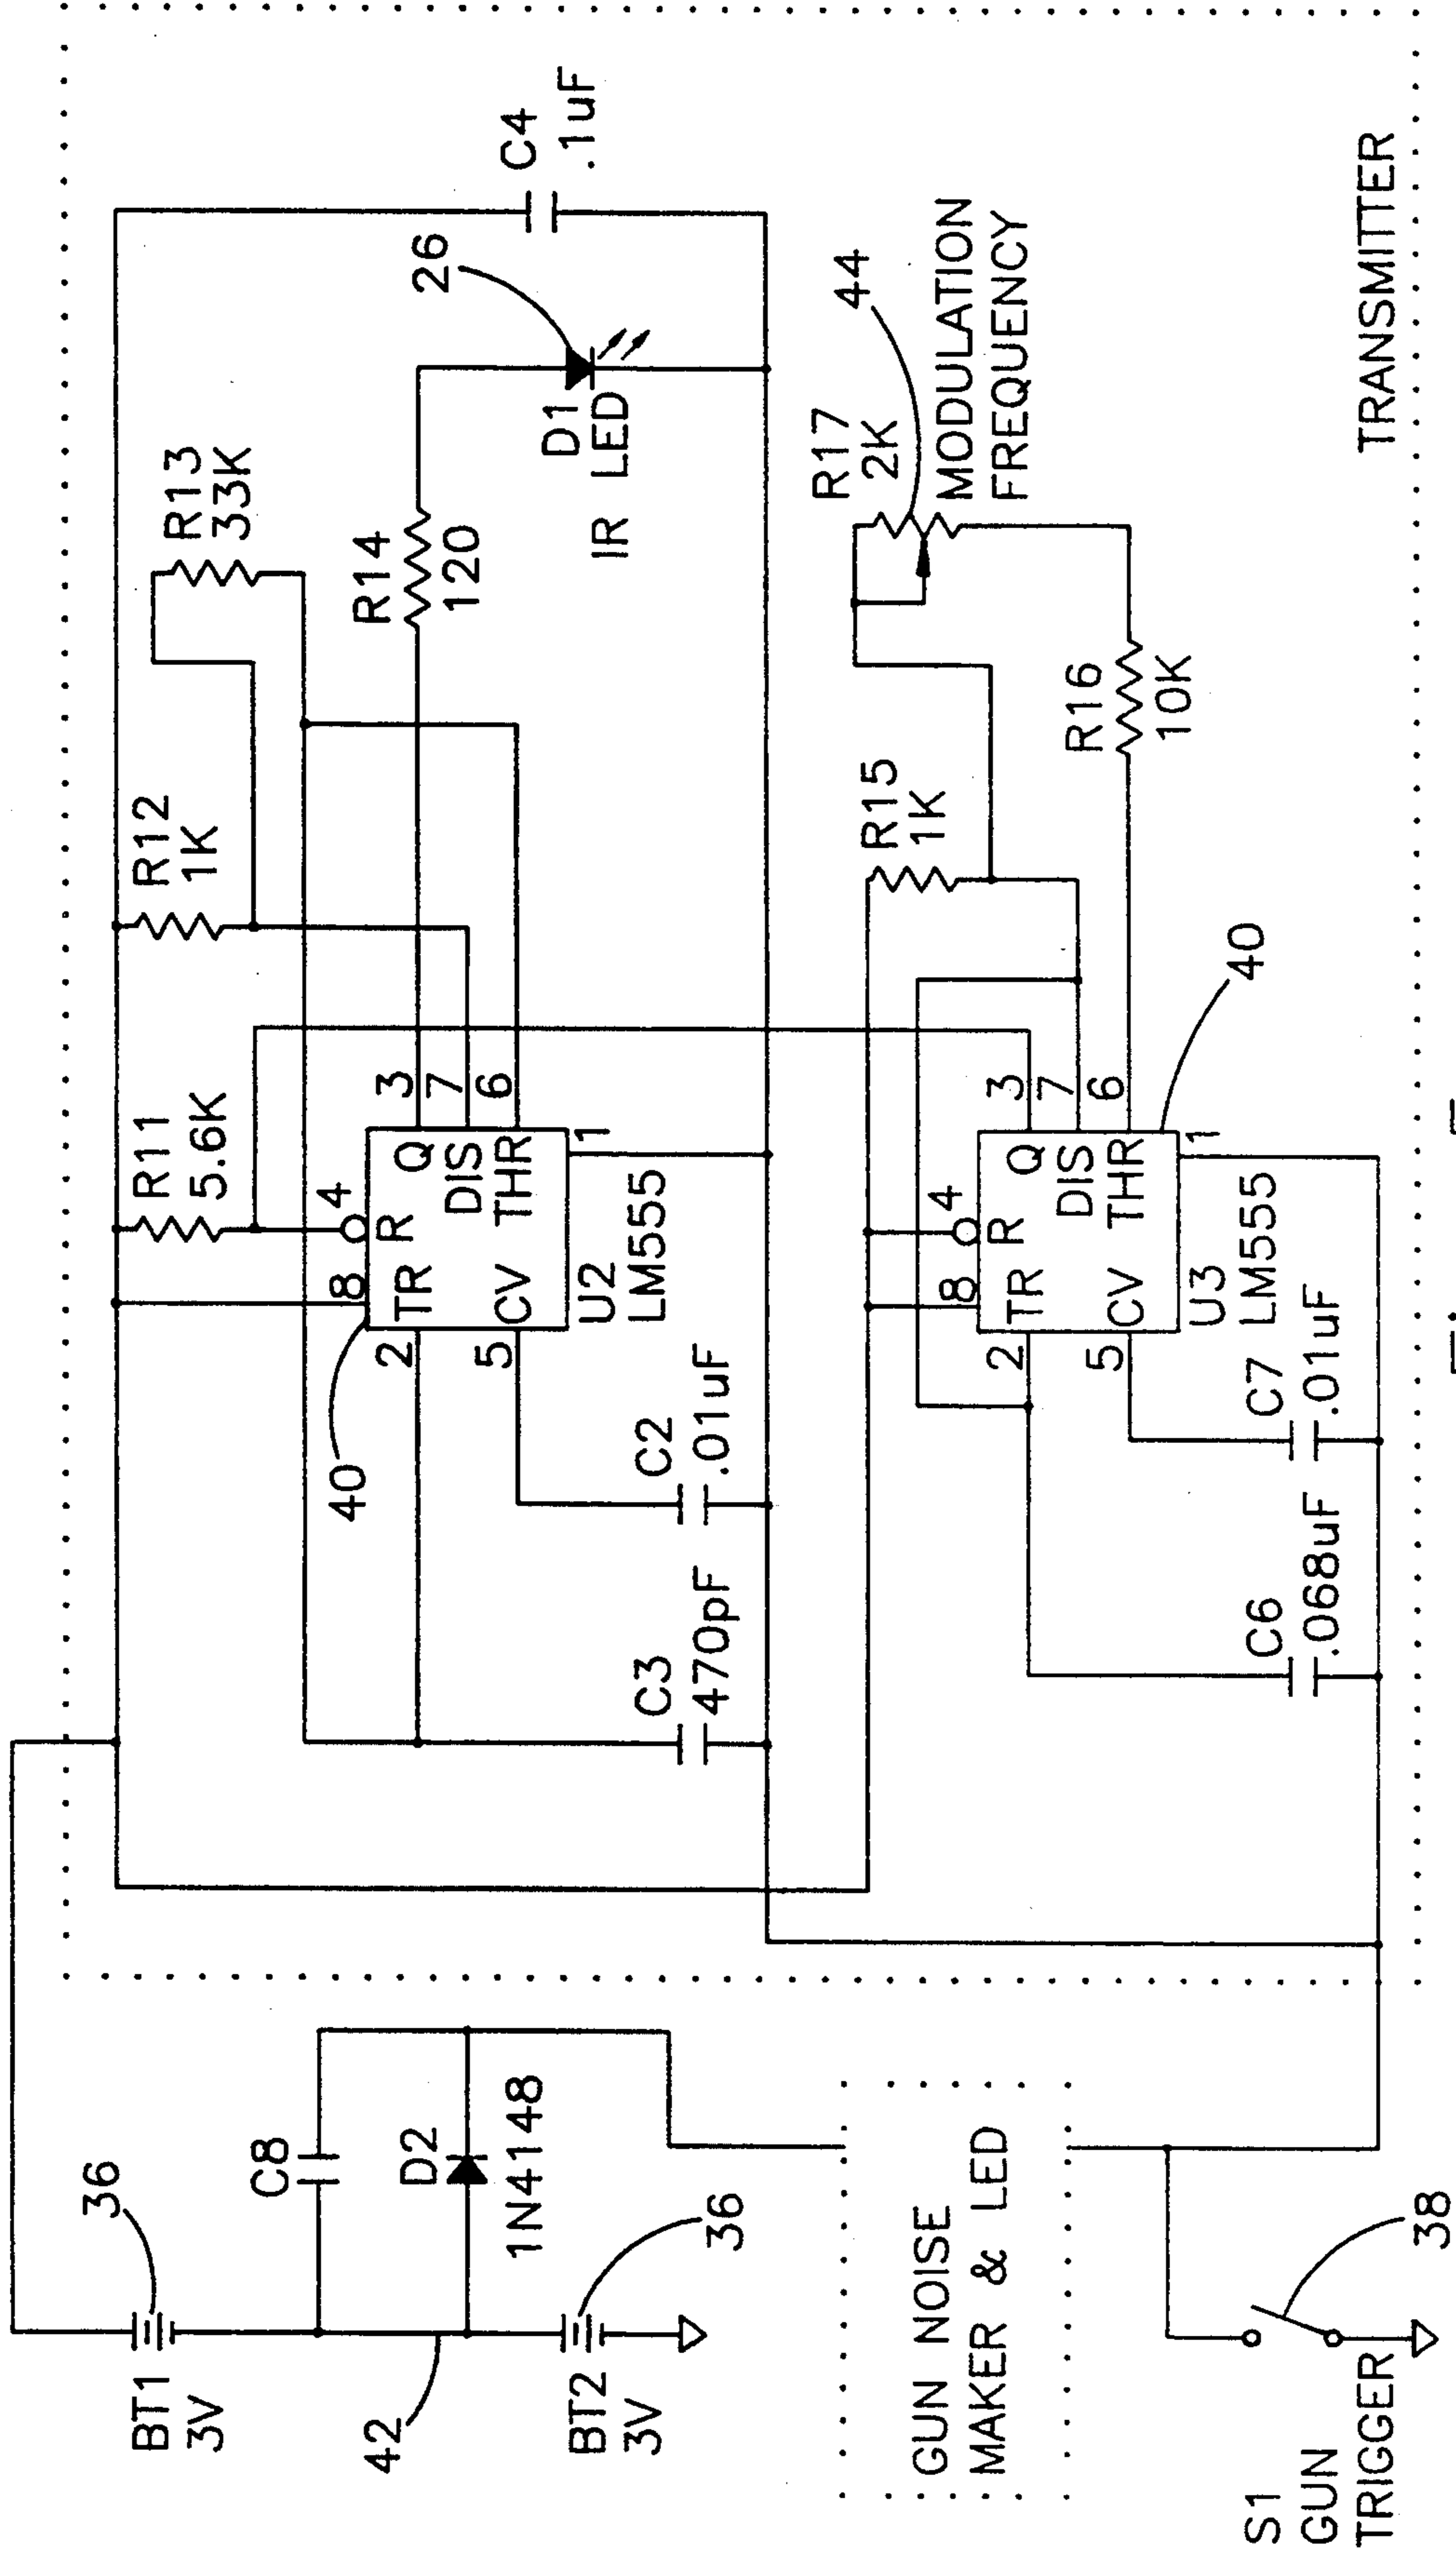 36
BT1
3V
42
C8
D2
1N4148
BT2
3V
36
GUN NOISE
MAKER & LED
S1
GUN
TRIGGER
38
R11
5.6K
R12
1K
R13
33K
40
8
4
R
2
TR
Q
3
DIS
7
THR
6
5
CV
1
U2
LM555
C3
470pF
C2
.01uF
R14
120
26
D1
IR LED
C4
.1uF
R15
1K
R17
2K
44
MODULATION
FREQUENCY
8
4
R
2
TR
Q
3
DIS
7
THR
6
5
CV
1
U3
LM555
40
R16
10K
C6
.068uF
C7
.01uF
TRANSMITTER